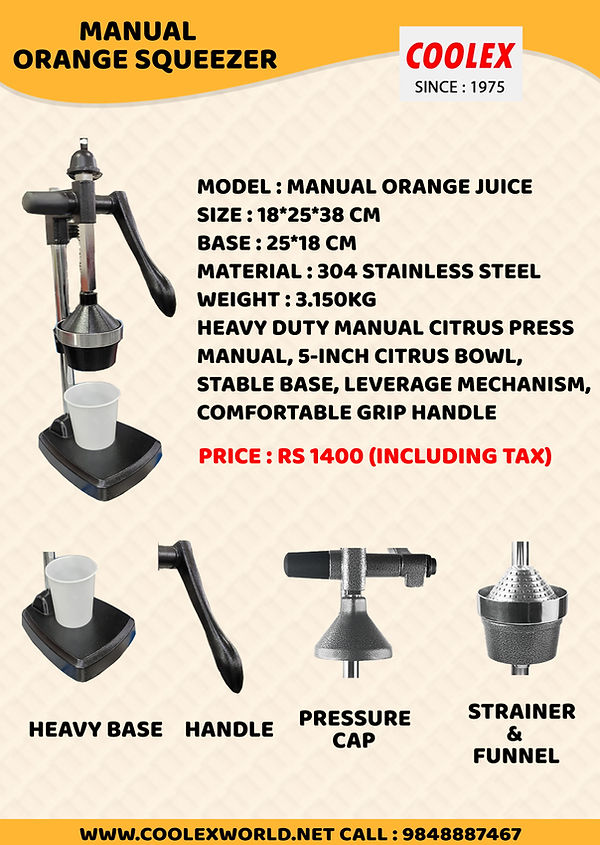 MANUAL
ORANGE SQUEEZER
COOLEX
SINCE : 1975
MODEL : MANUAL ORANGE JUICE
SIZE : 18*25*38 CM
BASE : 25*18 CM
MATERIAL : 304 STAINLESS STEEL
WEIGHT : 3.150KG
HEAVY DUTY MANUAL CITRUS PRESS
MANUAL, 5-INCH CITRUS BOWL,
STABLE BASE, LEVERAGE MECHANISM,
COMFORTABLE GRIP HANDLE
PRICE : RS 1400 (INCLUDING TAX)
HEAVY BASE
HANDLE
PRESSURE
CAP
STRAINER
&
FUNNEL
WWW.COOLEXWORLD.NET CALL : 9848887467